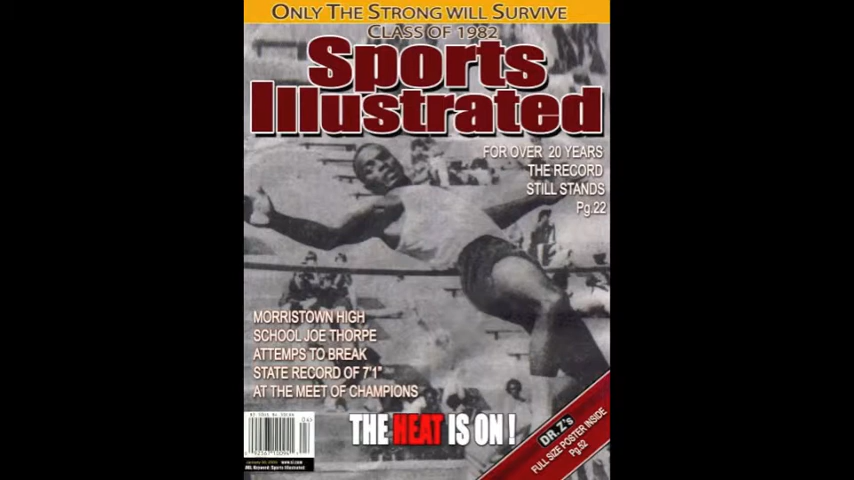 ONLY THE STRONG WILL SURVIVE
CLASS OF 1982
Sports
Illustrated
FOR OVER 20 YEARS
THE RECORD
STILL STANDS
Pg.22
MORRISTOWN HIGH
SCHOOL JOE THORPE
ATTEMPS TO BREAK
STATE RECORD OF 7'1"
AT THE MEET OF CHAMPIONS
THE HEAT IS ON !
DR. Z's
FULL SIZE POSTER INSIDE
Pg.52